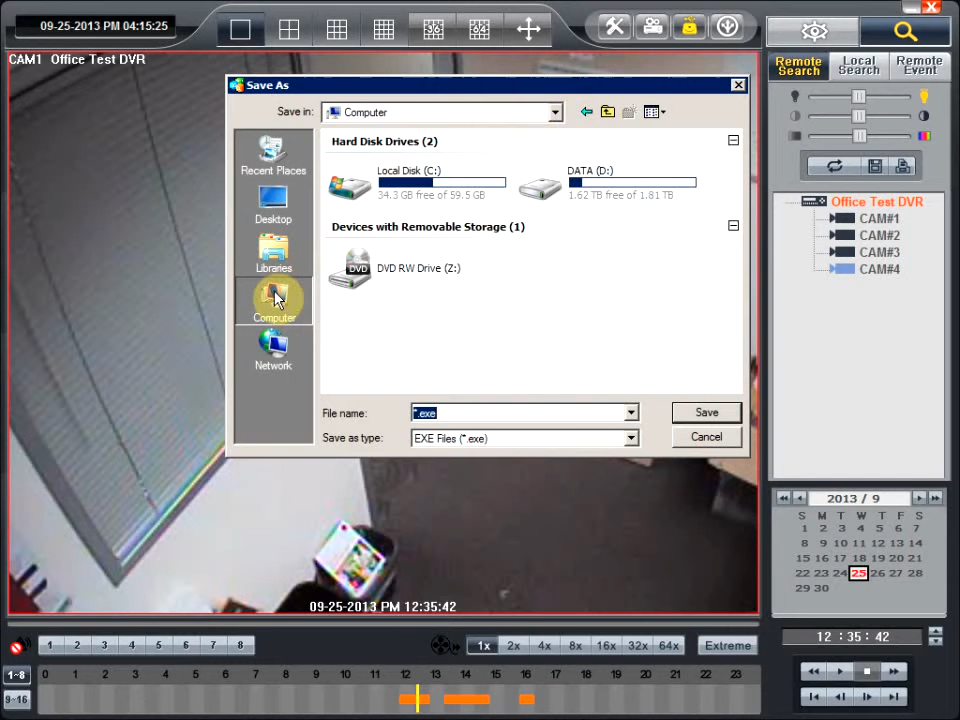 09-25-2013 PM 04:15:25
36
64
CAM1 Office Test DVR
Remote Search
Local Search
Remote Event
Save As
Save in:
Computer
Recent Places
Desktop
Libraries
Computer
Network
Hard Disk Drives (2)
Local Disk (C:)
34.3 GB free of 59.5 GB
DATA (D:)
1.62 TB free of 1.81 TB
Devices with Removable Storage (1)
DVD
DVD RW Drive (Z:)
File name:
*.exe
Save
Save as type:
EXE Files (*.exe)
Cancel
Office Test DVR
CAM#1
CAM#2
CAM#3
CAM#4
2013 / 9
S M T W T F S
1 2 3 4 5 6 7
8 9 10 11 12 13 14
15 16 17 18 19 20 21
22 23 24 25 26 27 28
29 30
09-25-2013 PM 12:35:42
12 : 35 : 42
1 2 3 4 5 6 7 8
1x 2x 4x 8x 16x 32x 64x
Extreme
1~8
0 1 2 3 4 5 6 7 8 9 10 11 12 13 14 15 16 17 18 19 20 21 22 23
9~16